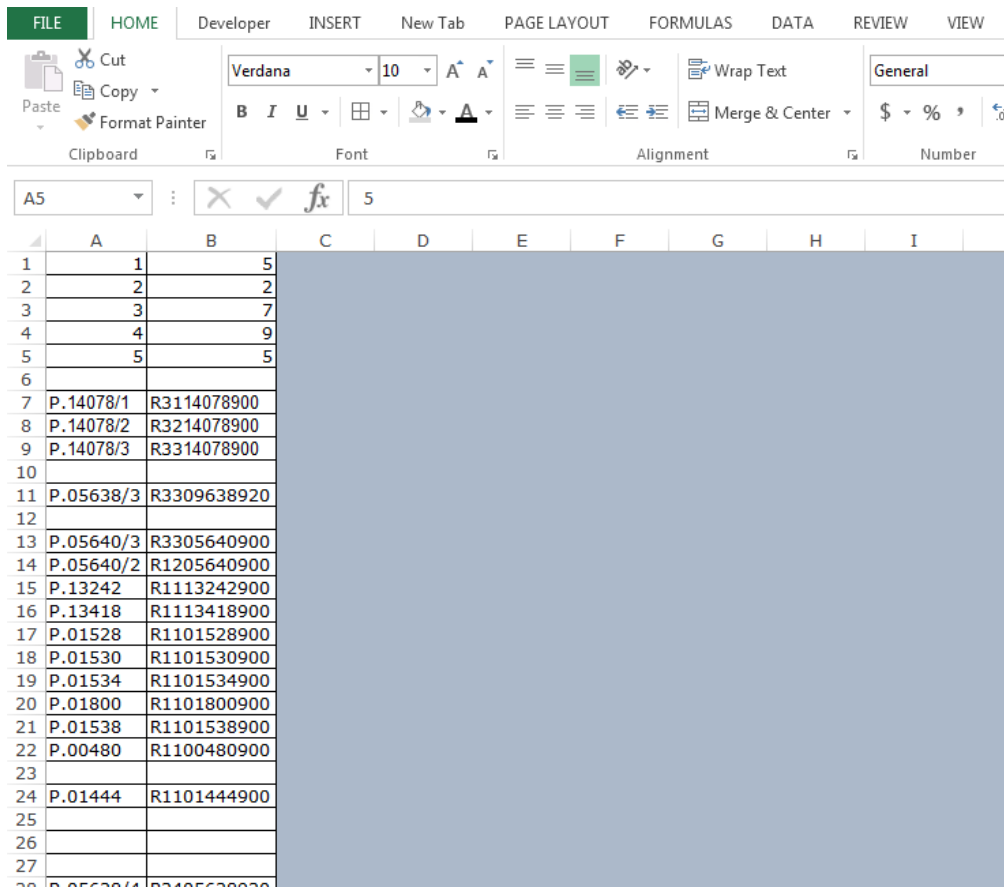 FILE HOME Developer INSERT New Tab PAGE LAYOUT FORMULAS DATA REVIEW VIEW
Cut
Copy
Paste
Format Painter
Verdana 10 A A
B I U A
Wrap Text
Merge & Center
General
$ % ,
Clipboard Font Alignment Number
A5 fx 5
A B C D E F G H I
1 1 5
2 2 2
3 3 7
4 4 9
5 5 5
6
7 P.14078/1 R3114078900
8 P.14078/2 R3214078900
9 P.14078/3 R3314078900
10
11 P.05638/3 R3309638920
12
13 P.05640/3 R3305640900
14 P.05640/2 R1205640900
15 P.13242 R1113242900
16 P.13418 R1113418900
17 P.01528 R1101528900
18 P.01530 R1101530900
19 P.01534 R1101534900
20 P.01800 R1101800900
21 P.01538 R1101538900
22 P.00480 R1100480900
23
24 P.01444 R1101444900
25
26
27